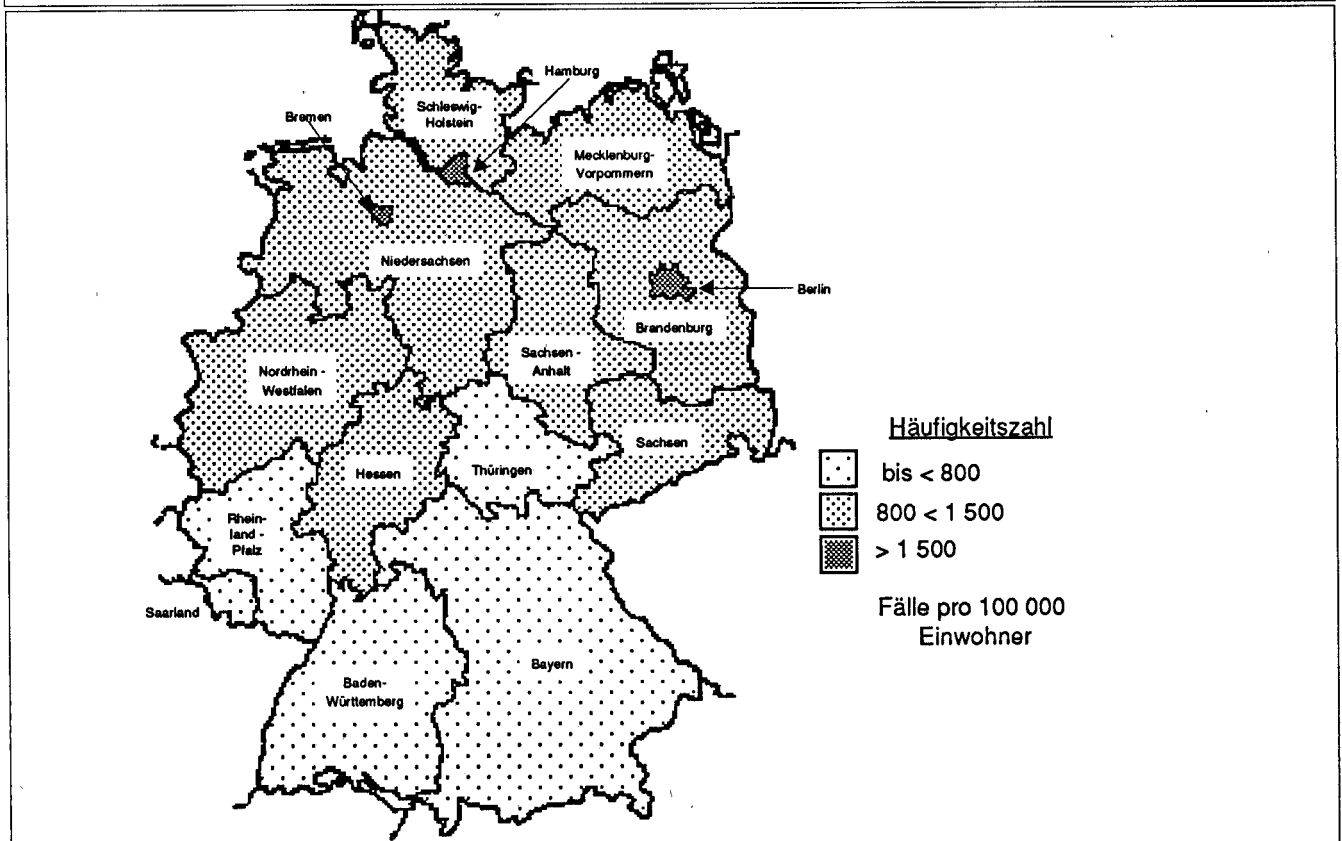 Hamburg
Schleswig-
Holstein
Bremen
Mecklenburg-
Vorpommern
Niedersachsen
Berlin
Brandenburg
Sachsen -
Anhalt
Nordrhein -
Westfalen
Sachsen
Hessen
Thüringen
Rhein-
land -
Pfalz
Saarland
Bayern
Baden-
Württemberg
Häufigkeitszahl
bis < 800
800 < 1 500
> 1 500
Fälle pro 100 000
Einwohner